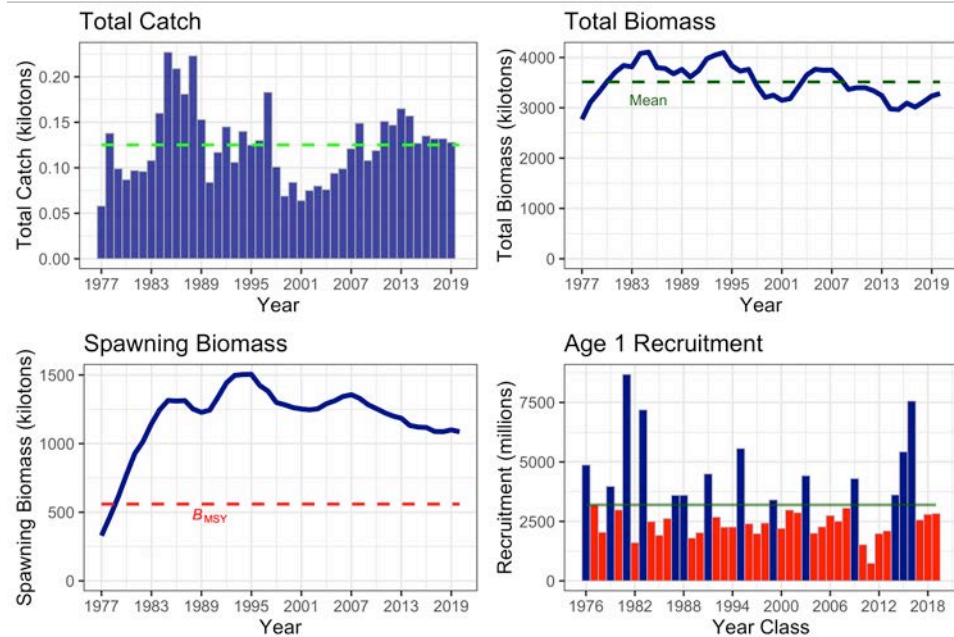 Total Catch
Total Catch (kilotons)
0.20
0.15
0.10
0.05
0.00
1977 1983 1989 1995 2001 2007 2013 2019
Year
Total Biomass
Total Biomass (kilotons)
4000
3000
2000
1000
0
Mean
1977 1983 1989 1995 2001 2007 2013 2019
Year
Spawning Biomass
Spawning Biomass (kilotons)
1500
1000
500
0
BMSY
1977 1983 1989 1995 2001 2007 2013 2019
Year
Age 1 Recruitment
Recruitment (millions)
7500
5000
2500
0
1976 1982 1988 1994 2000 2006 2012 2018
Year Class